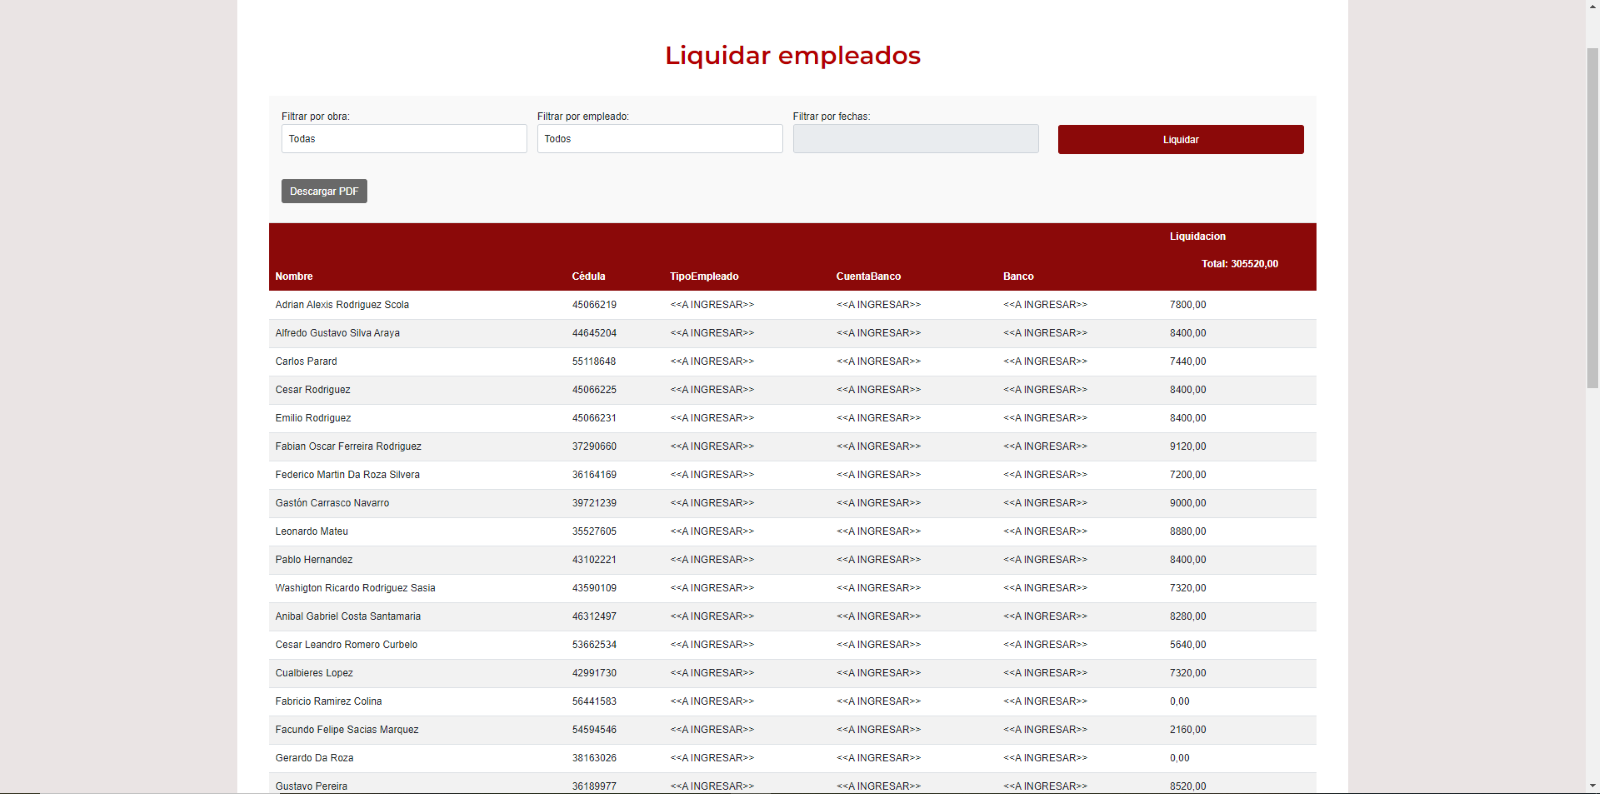 Liquidar empleados
Filtrar por obra: Filtrar por empleado: Filtrar por fechas:
Todas Todos Liquidar
Descargar PDF
Liquidacion
Total: 305520,00
Nombre Cédula TipoEmpleado CuentaBanco Banco
Adrian Alexis Rodriguez Scola 45066219 <<A INGRESAR>> <<A INGRESAR>> <<A INGRESAR>> 7800,00
Alfredo Gustavo Silva Araya 44645204 <<A INGRESAR>> <<A INGRESAR>> <<A INGRESAR>> 8400,00
Carlos Parard 55118648 <<A INGRESAR>> <<A INGRESAR>> <<A INGRESAR>> 7440,00
Cesar Rodriguez 45066225 <<A INGRESAR>> <<A INGRESAR>> <<A INGRESAR>> 8400,00
Emilio Rodriguez 45066231 <<A INGRESAR>> <<A INGRESAR>> <<A INGRESAR>> 8400,00
Fabian Oscar Ferreira Rodriguez 37290660 <<A INGRESAR>> <<A INGRESAR>> <<A INGRESAR>> 9120,00
Federico Martin Da Roza Silvera 36164169 <<A INGRESAR>> <<A INGRESAR>> <<A INGRESAR>> 7200,00
Gastón Carrasco Navarro 39721239 <<A INGRESAR>> <<A INGRESAR>> <<A INGRESAR>> 9000,00
Leonardo Mateu 35527605 <<A INGRESAR>> <<A INGRESAR>> <<A INGRESAR>> 8880,00
Pablo Hernandez 43102221 <<A INGRESAR>> <<A INGRESAR>> <<A INGRESAR>> 8400,00
Washigton Ricardo Rodriguez Sasia 43590109 <<A INGRESAR>> <<A INGRESAR>> <<A INGRESAR>> 7320,00
Anibal Gabriel Costa Santamaria 46312497 <<A INGRESAR>> <<A INGRESAR>> <<A INGRESAR>> 8280,00
Cesar Leandro Romero Curbelo 53662534 <<A INGRESAR>> <<A INGRESAR>> <<A INGRESAR>> 5640,00
Cualbieres Lopez 42991730 <<A INGRESAR>> <<A INGRESAR>> <<A INGRESAR>> 7320,00
Fabricio Ramirez Colina 56441583 <<A INGRESAR>> <<A INGRESAR>> <<A INGRESAR>> 0,00
Facundo Felipe Sacias Marquez 54594546 <<A INGRESAR>> <<A INGRESAR>> <<A INGRESAR>> 2160,00
Gerardo Da Roza 38163026 <<A INGRESAR>> <<A INGRESAR>> <<A INGRESAR>> 0,00
Gustavo Pereira 36189977 <<A INGRESAR>> <<A INGRESAR>> <<A INGRESAR>> 8520,00